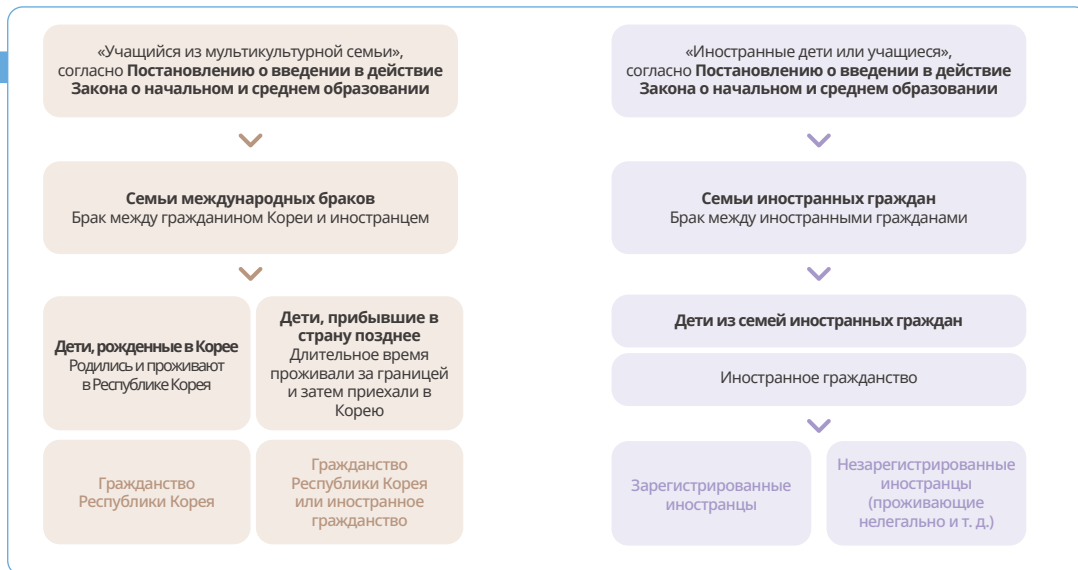 «Учащийся из мультикультурной семьи»,
согласно Постановлению о введении в действие
Закона о начальном и среднем образовании
Семьи международных браков
Брак между гражданином Кореи и иностранцем
Дети, рожденные в Корее
Родились и проживают
в Республике Корея
Дети, прибывшие в
страну позднее
Длительное время
проживали за границей
и затем приехали в
Корею
Гражданство
Республики Корея
Гражданство
Республики Корея
или иностранное
гражданство
«Иностранные дети или учащиеся»,
согласно Постановлению о введении в действие
Закона о начальном и среднем образовании
Семьи иностранных граждан
Брак между иностранными гражданами
Дети из семей иностранных граждан
Иностранное гражданство
Зарегистрированные
иностранцы
Незарегистрированные
иностранцы
(проживающие
нелегально и т. д.)